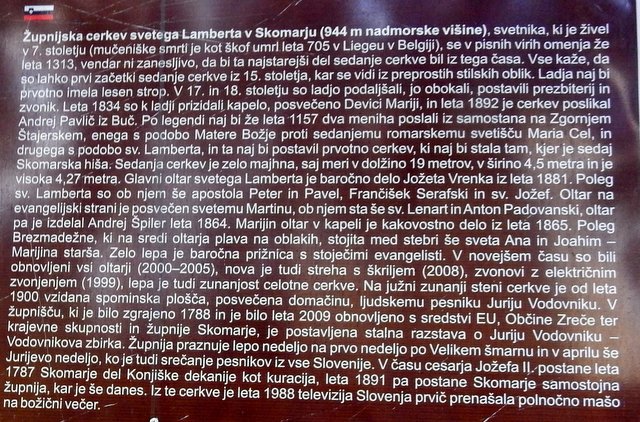 Župnijska cerkev svetega Lamberta v Skomarju (944 m nadmorske višine), svetnika, ki je živel
v 7. stoletju (mučeniške smrti je kot škof umrl leta 705 v Liegeu v Belgiji), se v pisnih virih omenja že
leta 1313, vendar ni zanesljivo, da bi ta najstarejši del sedanje cerkve bil iz tega časa. Vse kaže, da
so lahko prvi začetki sedanje cerkve iz 15. stoletja, kar se vidi iz preprostih stilskih oblik. Ladja naj bi
prvotno imela lesen strop. V 17. in 18. stoletju so ladjo podaljšali, jo obokali, postavili prezbiterij in
zvonik. Leta 1834 so k ladji prizidali kapelo, posvečeno Devici Mariji, in leta 1892 je cerkev poslikal
Andrej Pavlič iz Buč. Po legendi naj bi že leta 1157 dva meniha poslali iz samostana na Zgornjem
Štajerskem, enega s podobo Matere Božje proti sedanjemu romarskemu svetišču Maria Cel, in
drugega s podobo sv. Lamberta, in ta naj bi postavil prvotno cerkev, ki naj bi stala tam, kjer je sedaj
Skomarska hiša. Sedanja cerkev je zelo majhna, saj meri v dolžino 19 metrov, v širino 4,5 metra in je
visoka 4,27 metra. Glavni oltar svetega Lamberta je baročno delo Jožeta Vrenka iz leta 1881. Poleg
sv. Lamberta so ob njem še apostola Peter in Pavel, Frančišek Serafski in sv. Jožef. Oltar na
evangelijski strani je posvečen svetemu Martinu, ob njem sta še sv. Lenart in Anton Padovanski, oltar
pa je izdelal Andrej Špiler leta 1864. Marijin oltar v kapeli je kakovostno delo iz leta 1865. Poleg
Brezmadežne, ki na sredi oltarja plava na oblakih, stojita med stebri še sveta Ana in Joahim –
Marijina starša. Zelo lepa je baročna prižnica s stoječimi evangelisti. V novejšem času so bili
obnovljeni vsi oltarji (2000–2005), nova je tudi streha s škriljem (2008), zvonovi z električnim
zvonjenjem (1999), lepa je tudi zunanjost celotne cerkve. Na južni zunanji steni cerkve je od leta
1900 vzidana spominska plošča, posvečena domačinu, ljudskemu pesniku Juriju Vodovniku. V
župnišču, ki je bilo zgrajeno 1788 in je bilo leta 2009 obnovljeno s sredstvi EU, Občine Zreče ter
krajevne skupnosti in župnije Skomarje, je postavljena stalna razstava o Juriju Vodovniku –
Vodovnikova zbirka. Župnija praznuje lepo nedeljo na prvo nedeljo po Velikem šmarnu in v aprilu še
Jurijevo nedeljo, ko je tudi srečanje pesnikov iz vse Slovenije. V času cesarja Jožefa II. postane leta
1787 Skomarje del Konjiške dekanije kot kuracija, leta 1891 pa postane Skomarje samostojna
župnija, kar je še danes. Iz te cerkve je leta 1988 televizija Slovenija prvič prenašala polnočno mašo
na božični večer.